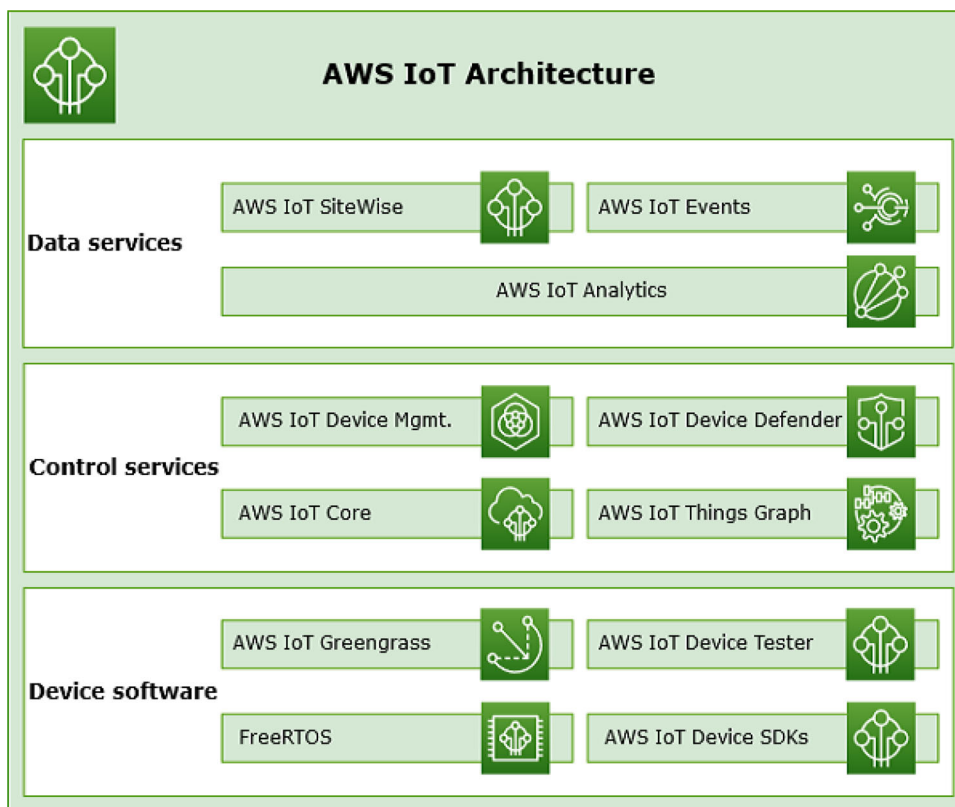 AWS IoT Architecture
Data services
AWS IoT SiteWise
AWS IoT Events
AWS IoT Analytics
Control services
AWS IoT Device Mgmt.
AWS IoT Device Defender
AWS IoT Core
AWS IoT Things Graph
Device software
AWS IoT Greengrass
AWS IoT Device Tester
FreeRTOS
AWS IoT Device SDKs